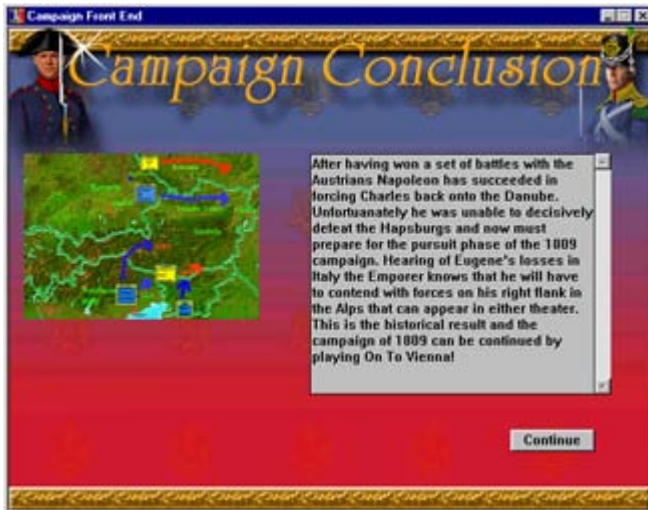 Campaign Front End
Campaign Conclusion
After having won a set of battles with the
Austrians Napoleon has succeeded in
forcing Charles back onto the Danube.
Unfortuanately he was unable to decisively
defeat the Hapsburgs and now must
prepare for the pursuit phase of the 1809
campaign. Hearing of Eugene's losses in
Italy the Emporer knows that he will have
to contend with forces on his right flank in
the Alps that can appear in either theater.
This is the historical result and the
campaign of 1809 can be continued by
playing On To Vienna!
Continue